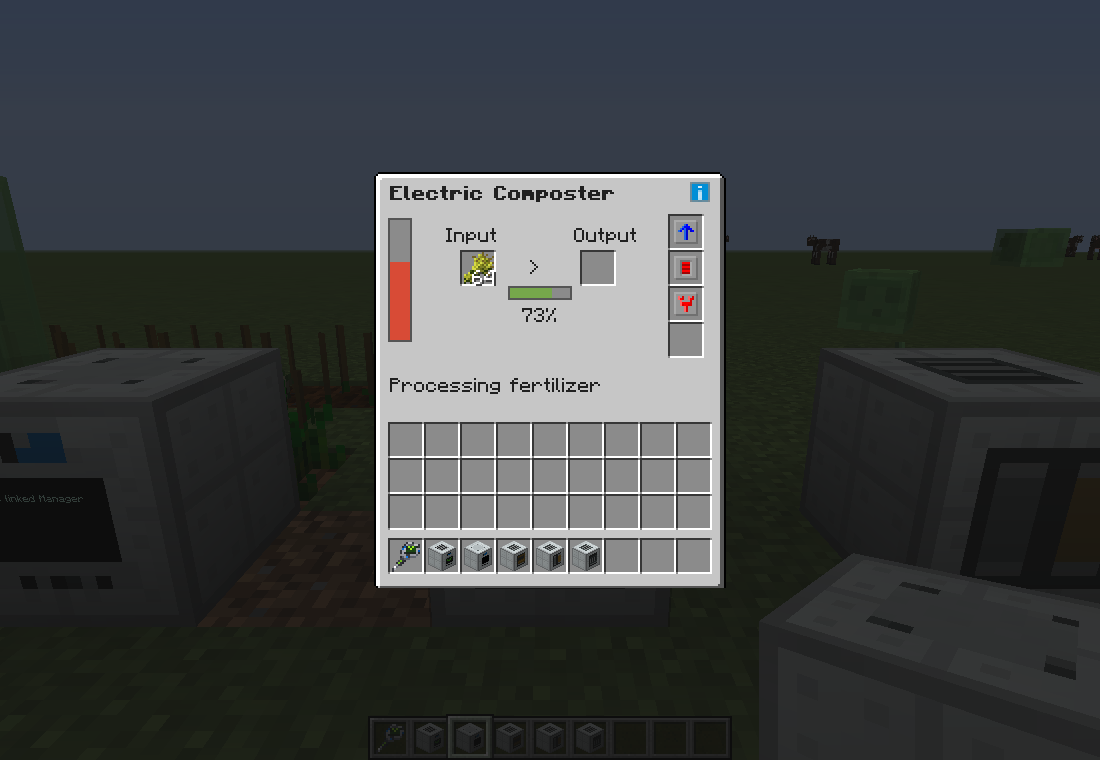 Electric Composter
i
Input
Output
64
>
73%
Processing fertilizer
linked Manager